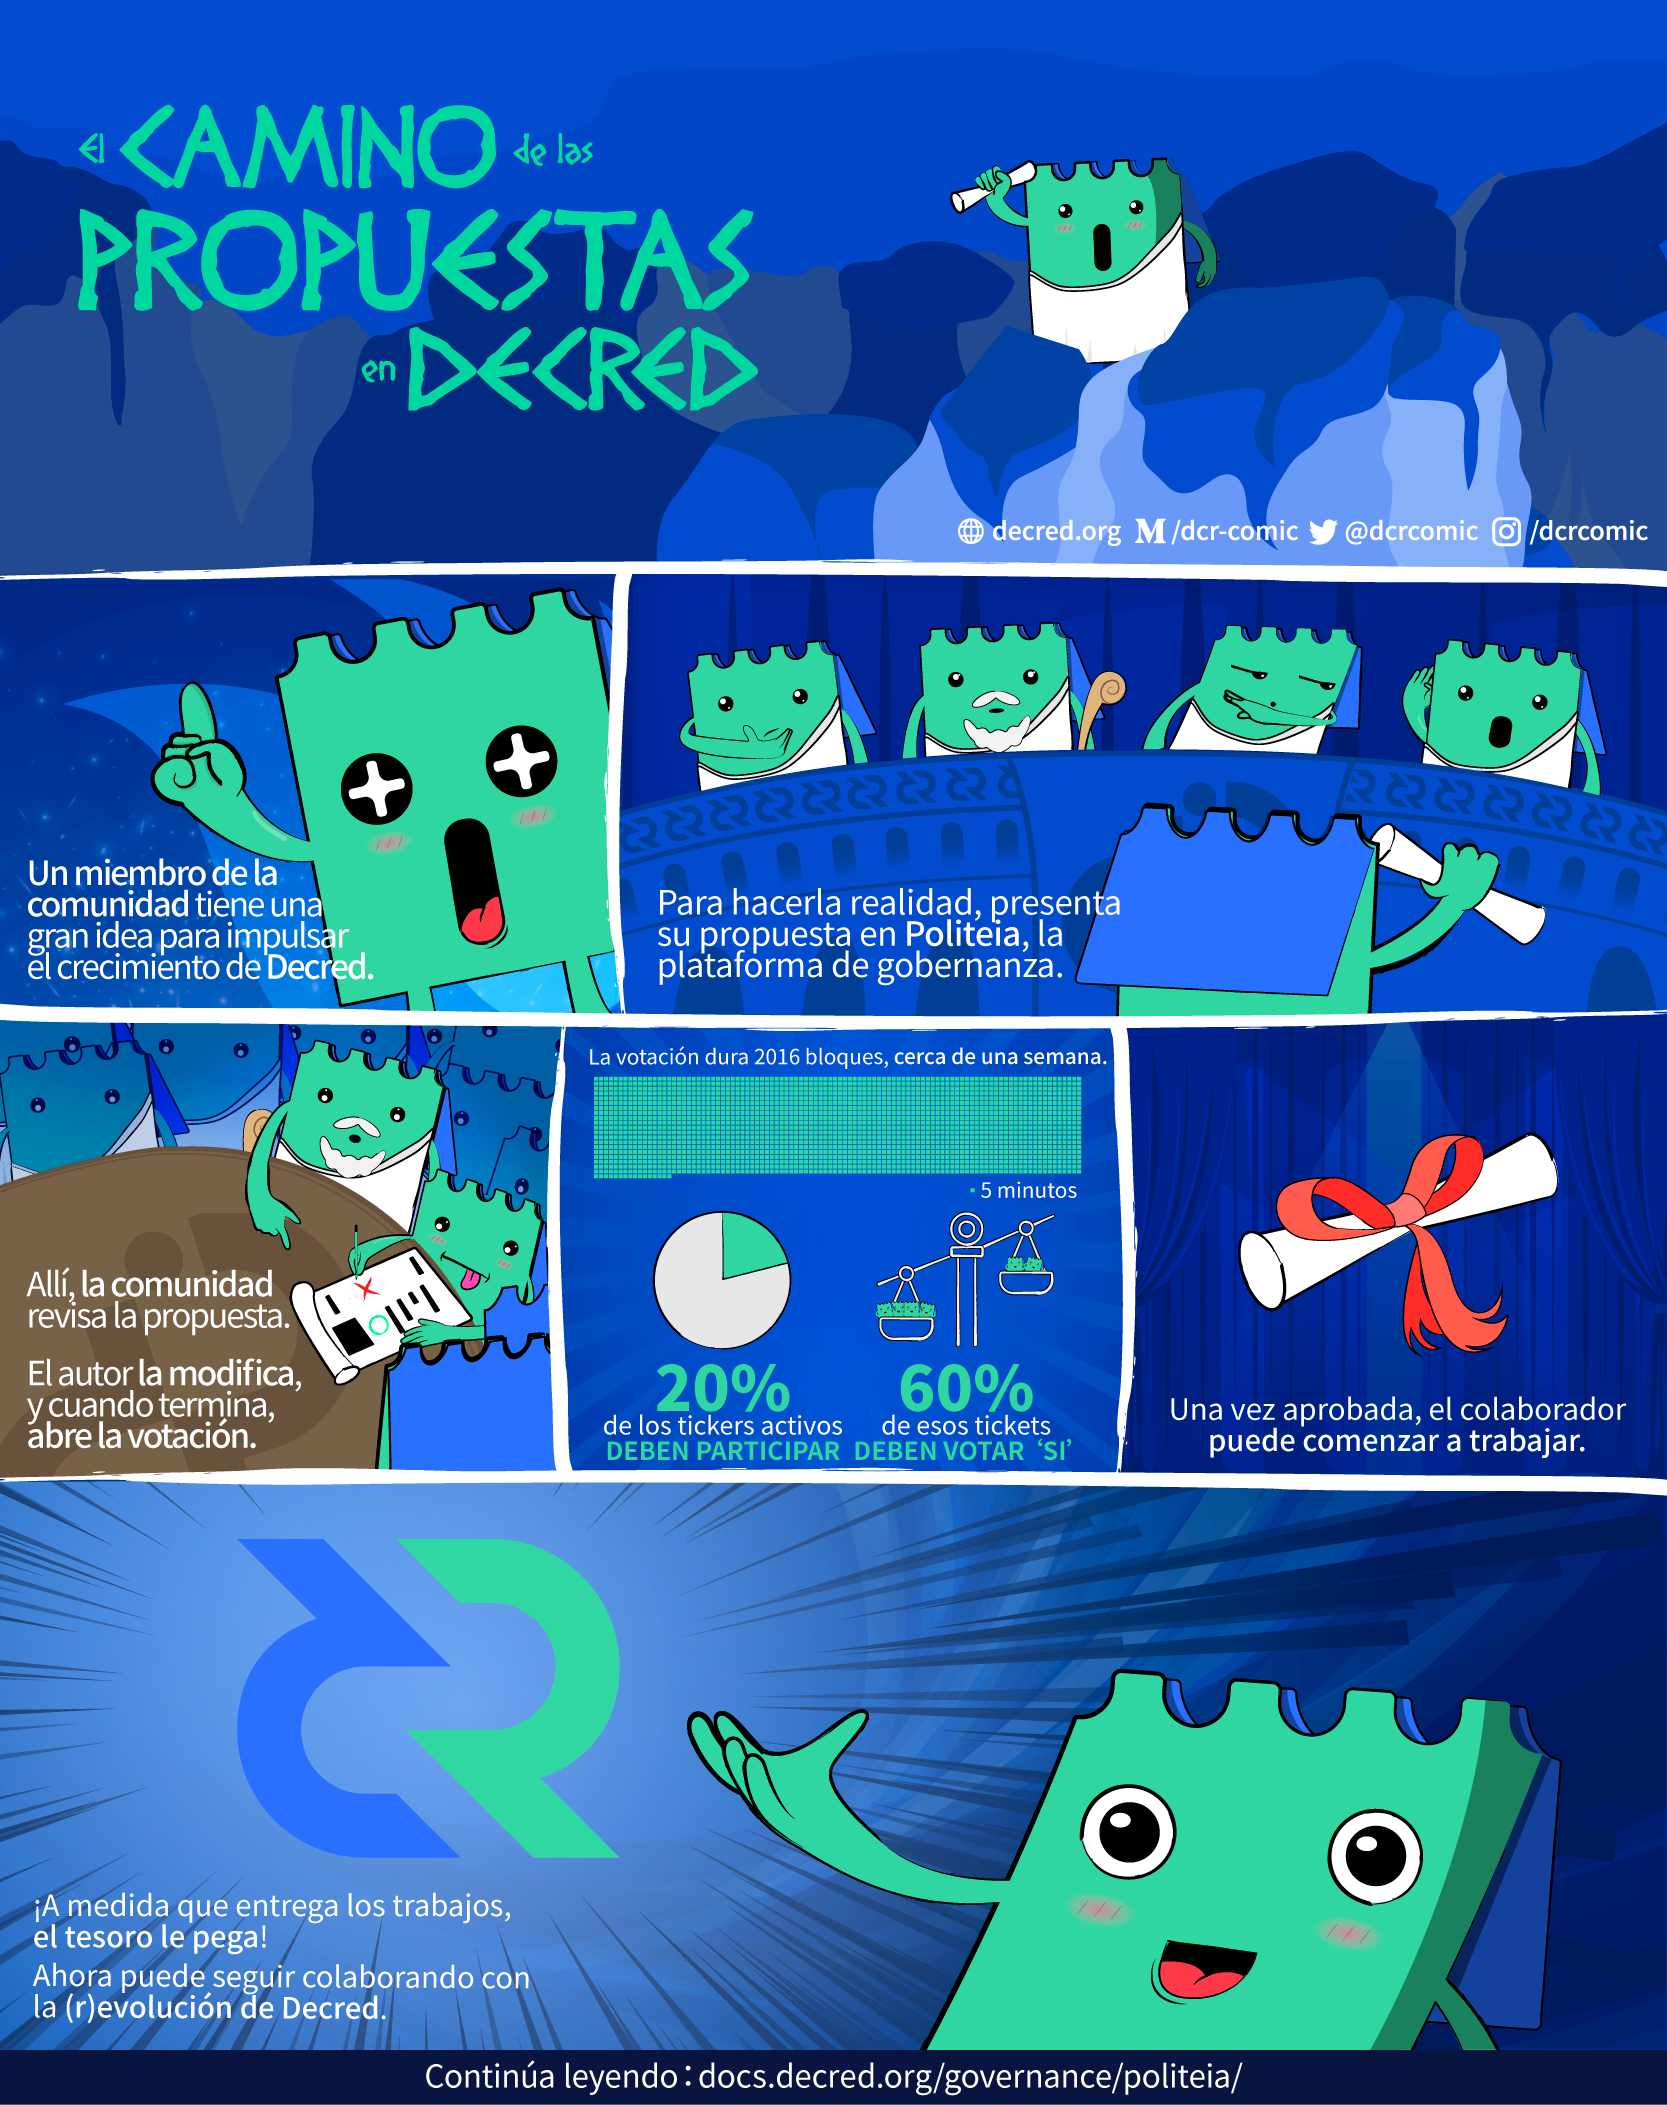 El CAMINO de las
PROPUESTAS
en DECRED
decred.org M/dcr-comic @dcrcomic /dcrcomic
Un miembro de la
comunidad tiene una
gran idea para impulsar
el crecimiento de Decred.
Para hacerla realidad, presenta
su propuesta en Politeia, la
plataforma de gobernanza.
Allí, la comunidad
revisa la propuesta.
El autor la modifica,
y cuando termina,
abre la votación.
La votación dura 2016 bloques, cerca de una semana.
5 minutos
20%
de los tickers activos
DEBEN PARTICIPAR
60%
de esos tickets
DEBEN VOTAR ‘SI’
Una vez aprobada, el colaborador
puede comenzar a trabajar.
¡A medida que entrega los trabajos,
el tesoro le pega!
Ahora puede seguir colaborando con
la (r)evolución de Decred.
Continúa leyendo: docs.decred.org/governance/politeia/